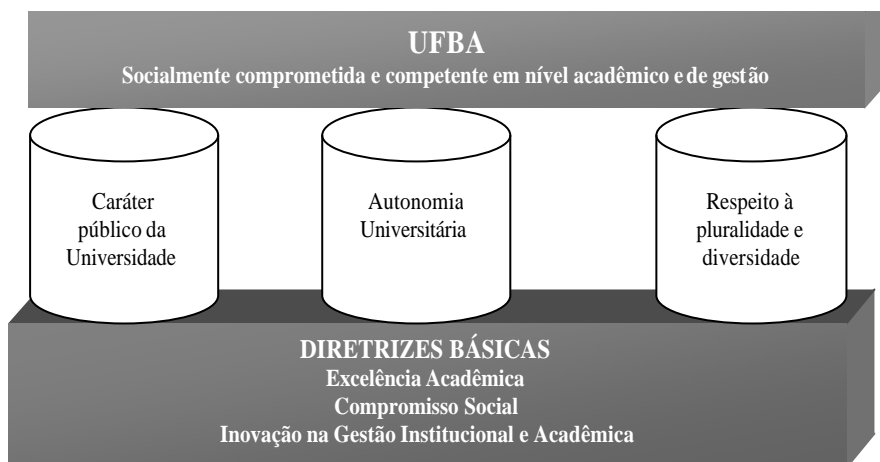 UFBA
Socialmente comprometida e competente em nível acadêmico e de gestão
Caráter
público da
Universidade
Autonomia
Universitária
Respeito à
pluralidade e
diversidade
DIRETRIZES BÁSICAS
Excelência Acadêmica
Compromisso Social
Inovação na Gestão Institucional e Acadêmica